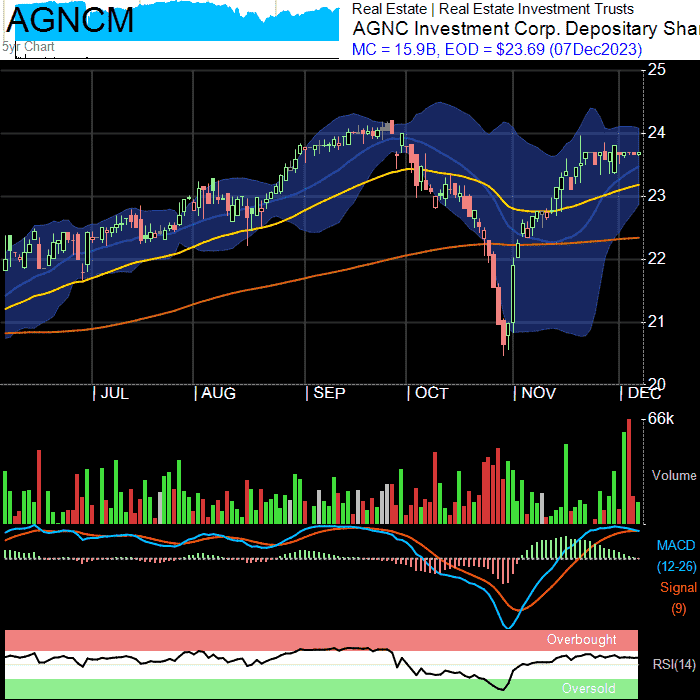 AGNCM
5yr Chart
Real Estate | Real Estate Investment Trusts
AGNC Investment Corp. Depositary Shar
MC = 15.9B, EOD = $23.69 (07Dec2023)
25
24
23
22
21
20
| JUL | AUG | SEP | OCT | NOV | DEC
66k
Volume
MACD
(12-26)
Signal
(9)
Overbought
RSI(14)
Oversold